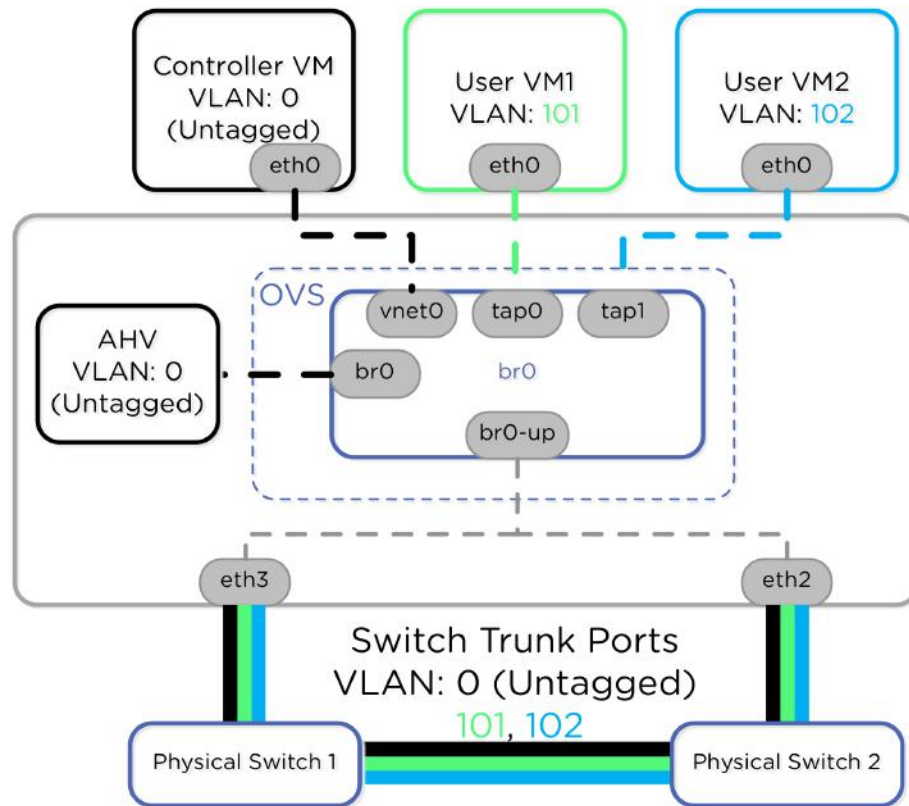 Controller VM
VLAN: 0
(Untagged)
eth0
User VM1
VLAN: 101
eth0
User VM2
VLAN: 102
eth0
OVS
vnet0
tap0
tap1
AHV
VLAN: 0
(Untagged)
br0
br0
br0-up
eth3
eth2
Switch Trunk Ports
VLAN: 0 (Untagged)
101, 102
Physical Switch 1
Physical Switch 2